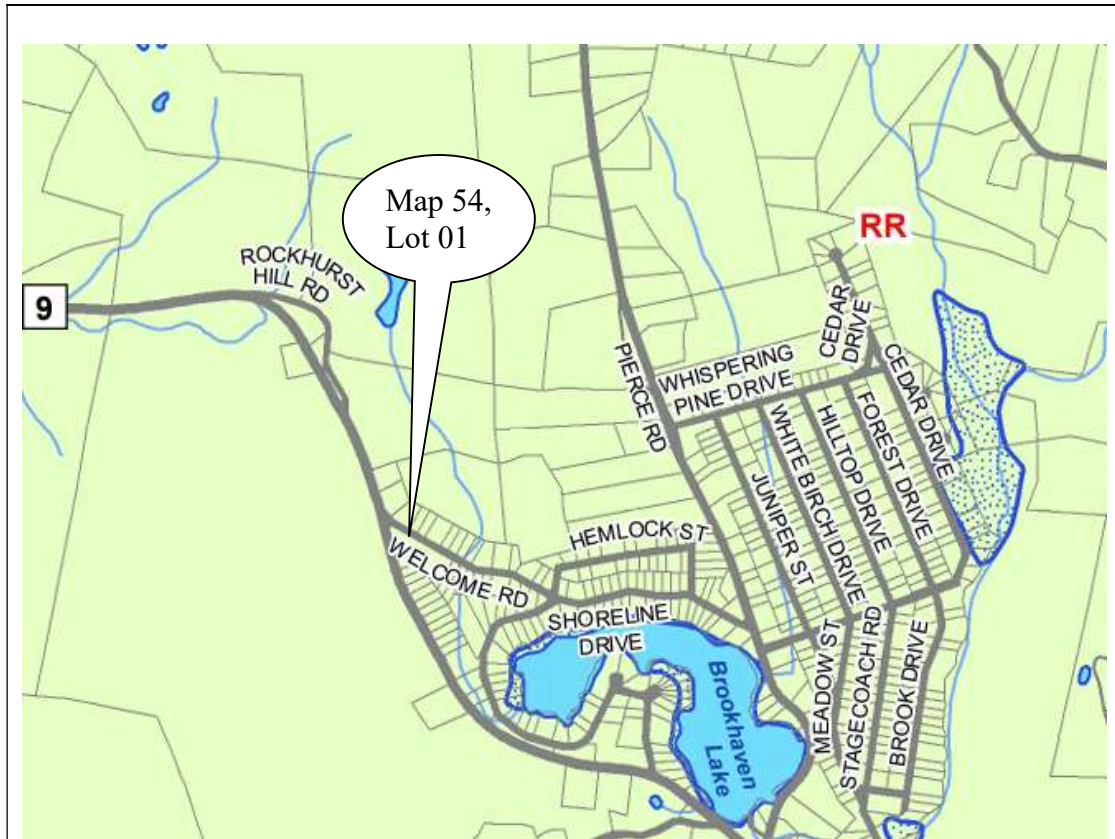 Map 54,
Lot 01
RR
ROCKHURST
HILL RD
9
CEDAR
DRIVE
PIERCE RD
WHISPERING
PINE DRIVE
CEDAR DRIVE
FOREST DRIVE
HILLTOP DRIVE
WHITE BIRCH DRIVE
JUNIPER ST
HEMLOCK ST
WELCOME RD
SHORELINE
DRIVE
Brookhaven
Lake
MEADOW ST
STAGECOACH RD
BROOK DRIVE